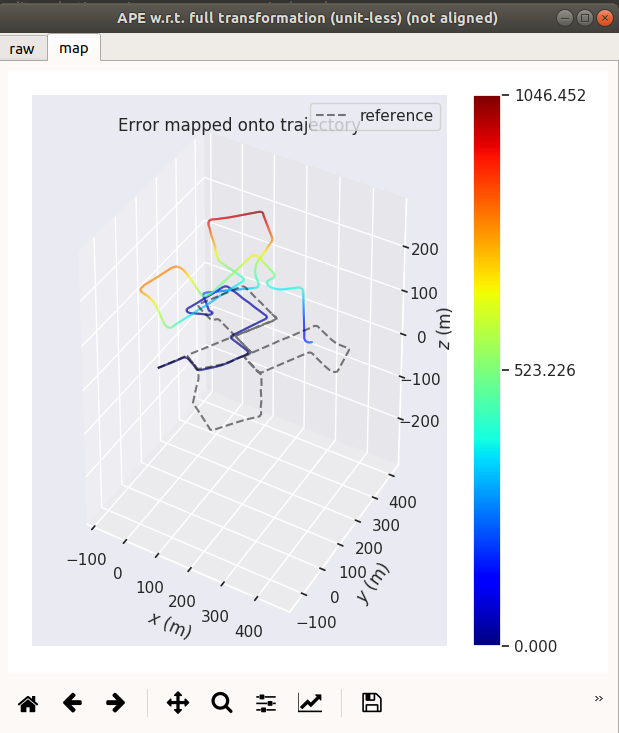 APE w.r.t. full transformation (unit-less) (not aligned)
raw
map
Error mapped onto trajectory
reference
1046.452
523.226
0.000
200
100
0
−100
−200
z (m)
400
300
200
100
0
−100
y (m)
−100
0
100
200
300
400
x (m)
»